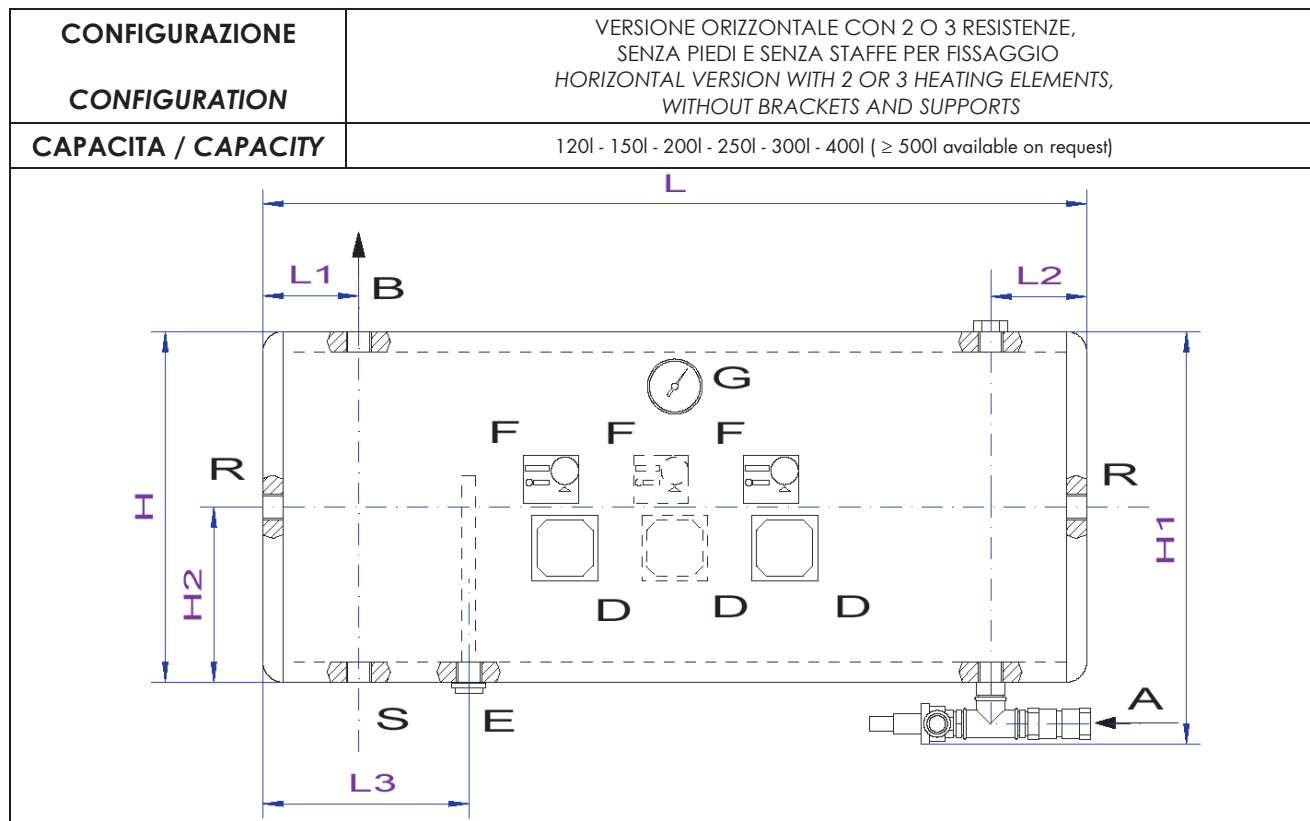 CONFIGURAZIONE
CONFIGURATION
VERSIONE ORIZZONTALE CON 2 O 3 RESISTENZE,
SENZA PIEDI E SENZA STAFFE PER FISSAGGIO
HORIZONTAL VERSION WITH 2 OR 3 HEATING ELEMENTS,
WITHOUT BRACKETS AND SUPPORTS
CAPACITA / CAPACITY
120l - 150l - 200l - 250l - 300l - 400l ( ≥ 500l available on request)
L
L1
B
L2
G
F F F
R
R
H
H1
H2
D D D
S
E
A
L3